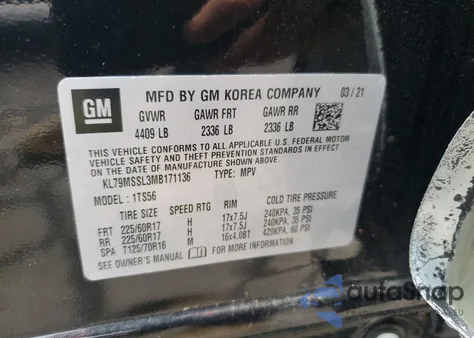 GM
MFD BY GM KOREA COMPANY 03/21
GVWR GAWR FRT GAWR RR
4409 LB 2336 LB 2336 LB
THIS VEHICLE CONFORMS TO ALL APPLICABLE U.S. FEDERAL MOTOR
VEHICLE SAFETY AND THEFT PREVENTION STANDARDS IN EFFECT
ON THE DATE OF MANUFACTURE SHOWN ABOVE.
KL79MSSL3MB171136 TYPE: MPV
MODEL: 1TS56
SPEED RTG RIM COLD TIRE PRESSURE
FRT 225/60R17 H 17x7.5J 240KPA, 35 PSI
RR 225/60R17 H 17x7.5J 240KPA, 35 PSI
SPA T125/70R16 M 16x4.0BT 420KPA, 60 PSI
SEE OWNER'S MANUAL FOR MORE INFORMATION
autoSnap